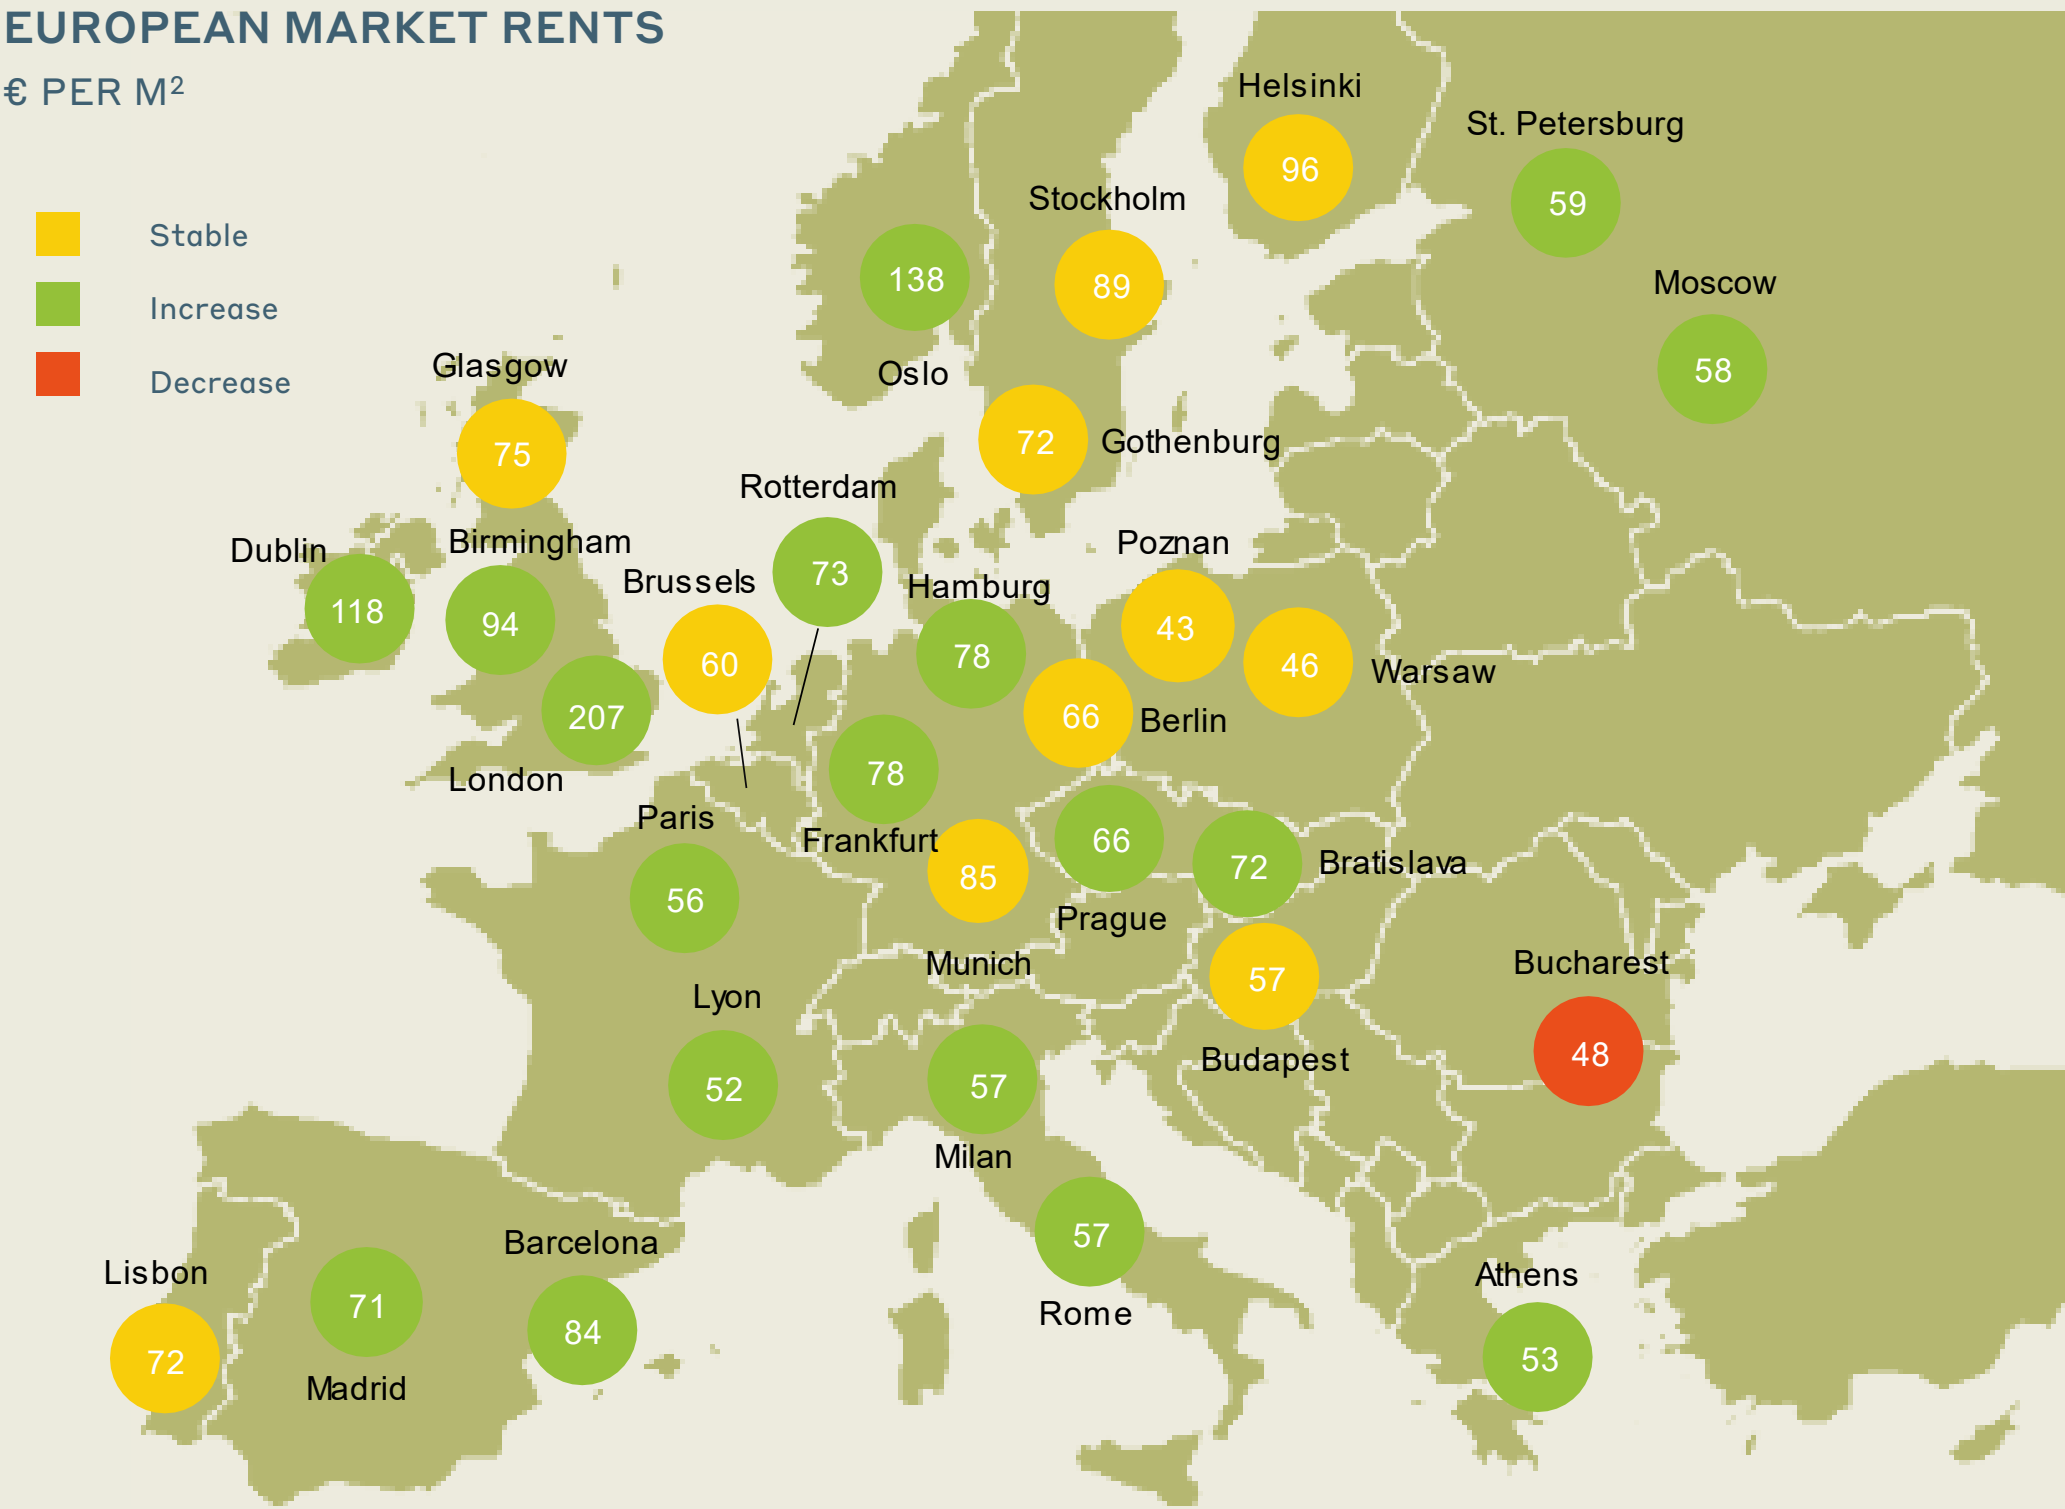 EUROPEAN MARKET RENTS
€ PER M²
Stable
Increase
Decrease
Helsinki
96
St. Petersburg
59
Stockholm
89
138
Oslo
Moscow
58
Glasgow
75
72
Gothenburg
Rotterdam
73
Dublin
118
Birmingham
94
Brussels
60
Hamburg
78
Poznan
43
46
Warsaw
207
London
66
Berlin
78
Frankfurt
Paris
56
85
Munich
66
Prague
72
Bratislava
57
Budapest
Bucharest
48
Lyon
52
57
Milan
57
Rome
Barcelona
84
Lisbon
72
71
Madrid
Athens
53